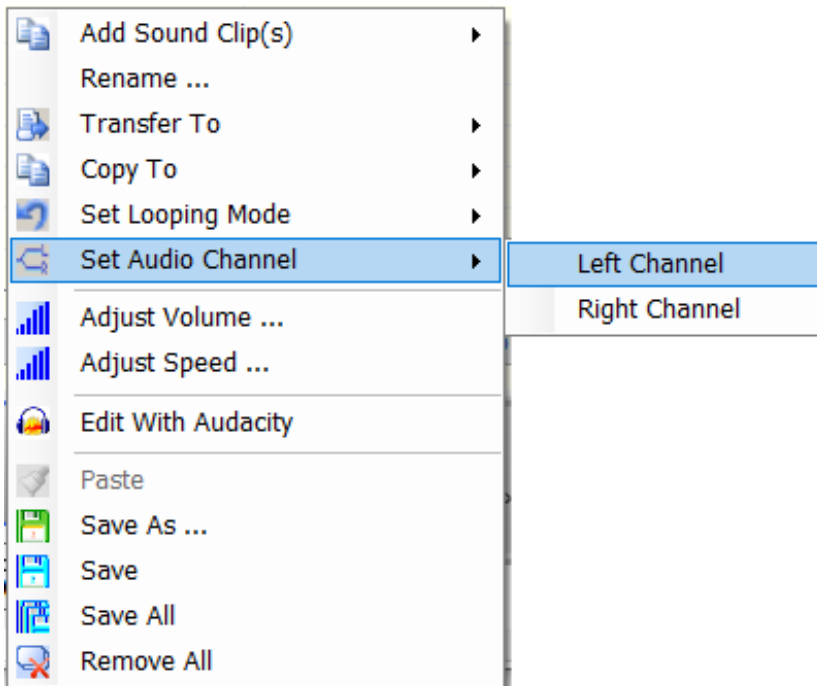 Add Sound Clip(s)
Rename ...
Transfer To
Copy To
Set Looping Mode
Set Audio Channel
Left Channel
Right Channel
Adjust Volume ...
Adjust Speed ...
Edit With Audacity
Paste
Save As ...
Save
Save All
Remove All